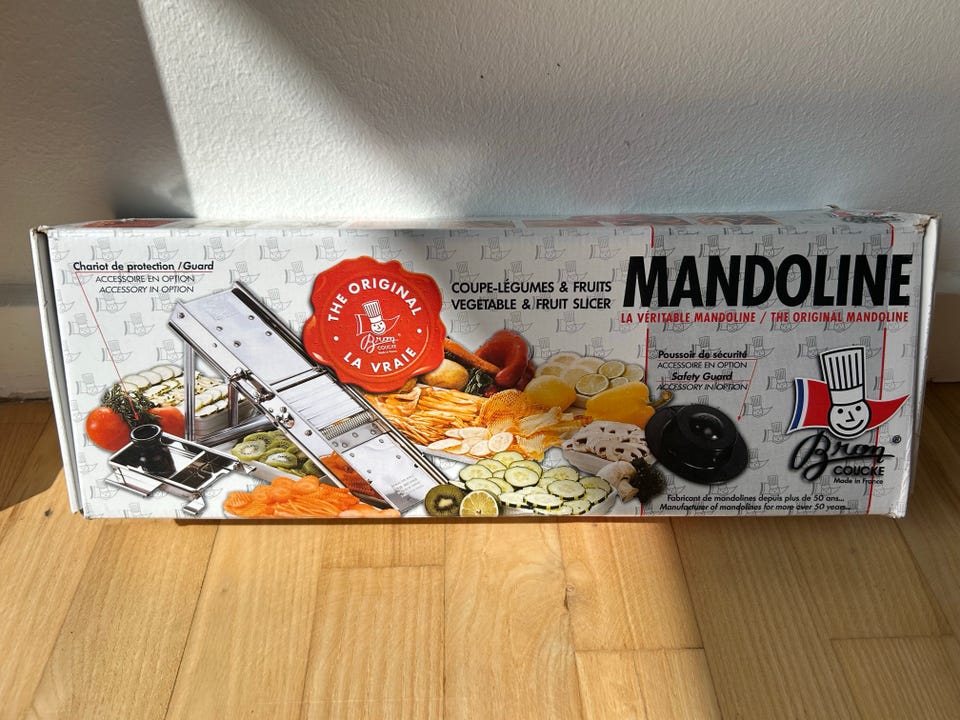 Chariot de protection / Guard
ACCESSOIRE EN OPTION
ACCESSORY IN OPTION
THE ORIGINAL
Bron
COUCKE
Made in France
LA VRAIE
COUPE-LÉGUMES & FRUITS
VEGETABLE & FRUIT SLICER
MANDOLINE
LA VÉRITABLE MANDOLINE / THE ORIGINAL MANDOLINE
Poussoir de sécurité
ACCESSOIRE EN OPTION
Safety Guard
ACCESSORY IN OPTION
Bron ®
COUCKE
Made in France
Fabricant de mandolines depuis plus de 50 ans...
Manufacturer of mandolines for more over 50 years...